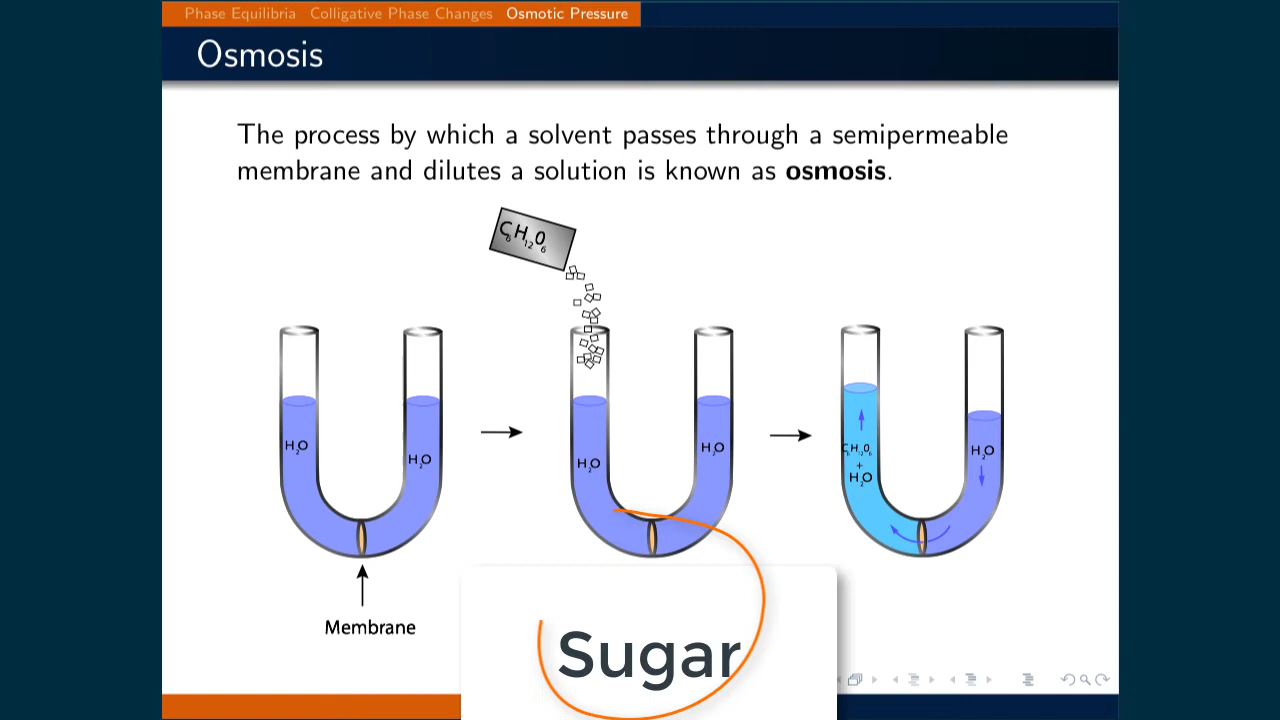 Phase Equilibria Colligative Phase Changes Osmotic Pressure
Osmosis
The process by which a solvent passes through a semipermeable
membrane and dilutes a solution is known as osmosis.
C₆H₁₂O₆
H₂O
H₂O
H₂O
H₂O
C₆H₁₂O₆
+
H₂O
H₂O
Membrane
Sugar